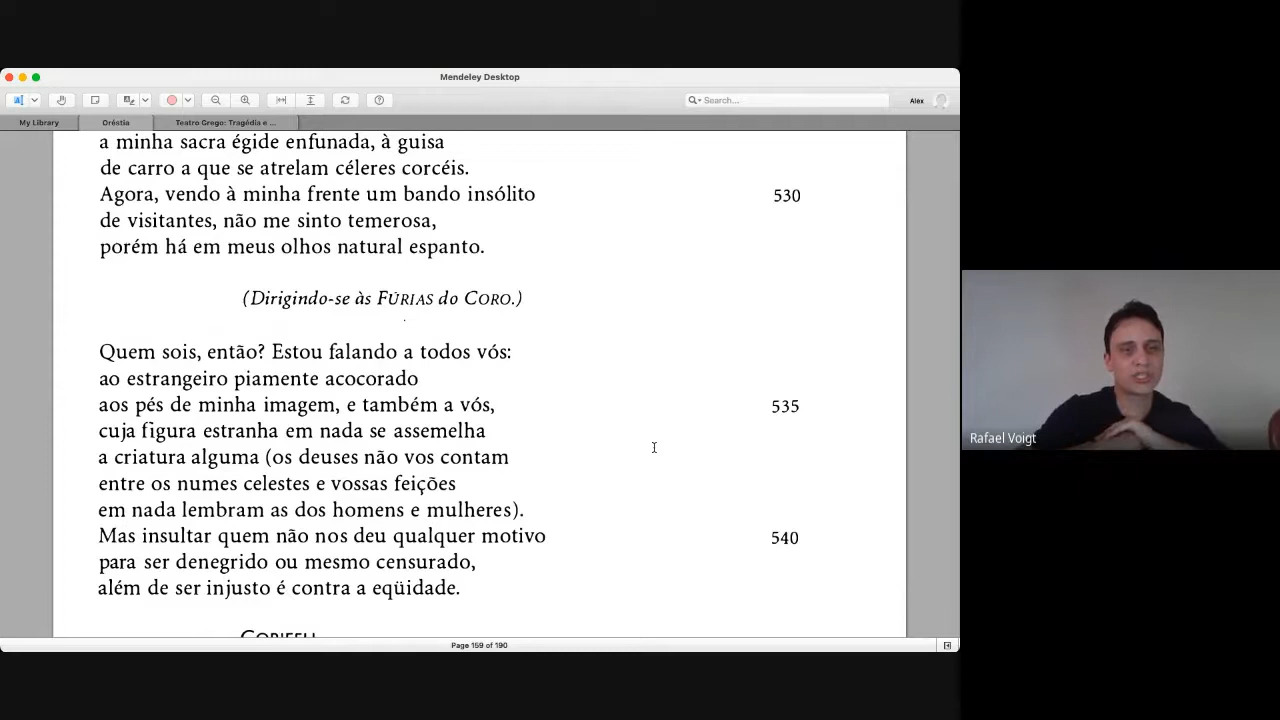 Mendeley Desktop
Search...
Alex
My Library
Oréstia
Teatro Grego: Tragédia e ...
a minha sacra égide enfunada, à guisa
de carro a que se atrelam céleres corcéis.
Agora, vendo à minha frente um bando insólito 530
de visitantes, não me sinto temerosa,
porém há em meus olhos natural espanto.
(Dirigindo-se às FÚRIAS do CORO.)
Quem sois, então? Estou falando a todos vós:
ao estrangeiro piamente acocorado
aos pés de minha imagem, e também a vós, 535
cuja figura estranha em nada se assemelha
a criatura alguma (os deuses não vos contam
entre os numes celestes e vossas feições
em nada lembram as dos homens e mulheres).
Mas insultar quem não nos deu qualquer motivo 540
para ser denegrido ou mesmo censurado,
além de ser injusto é contra a eqüidade.
CORIFEU
Page 159 of 190
Rafael Voigt